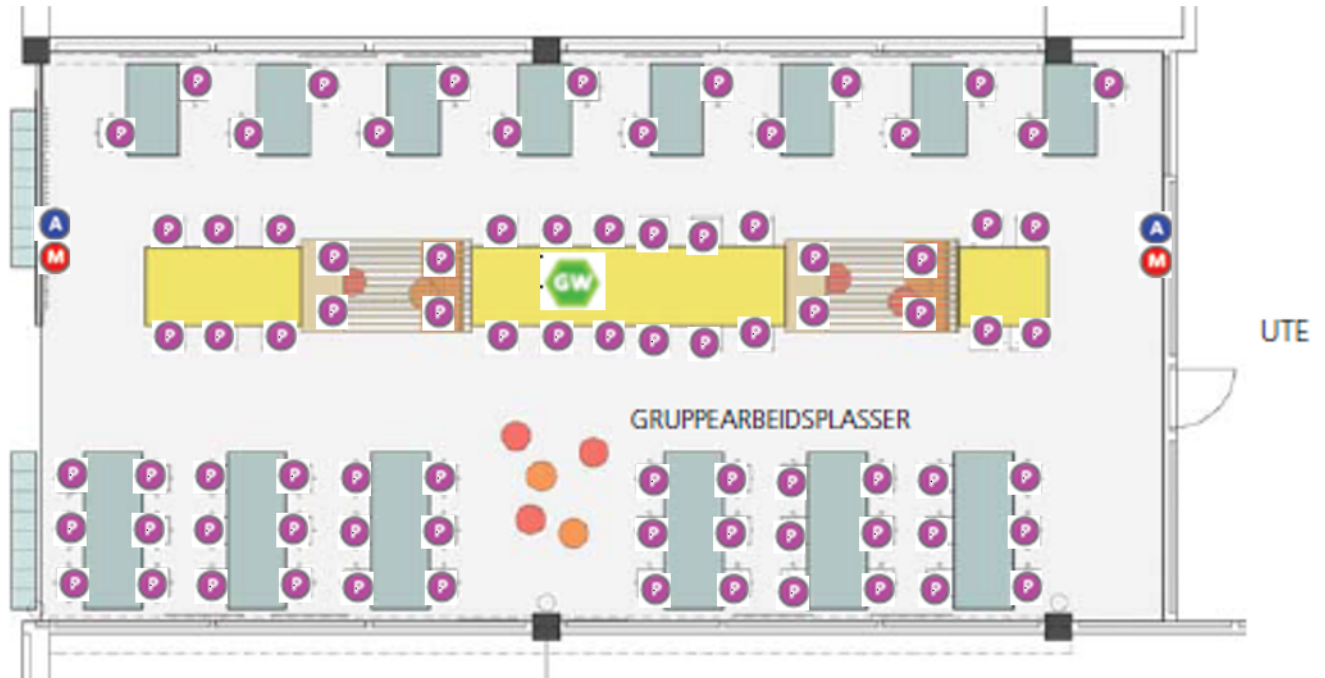 P P P P P P P P
P P P P P P P P
A P P P P P P P P P P P A
M P P P P M
GW
P P P P
P P P P P P P P P P P UTE
GRUPPEARBEIDSPLASSER
P P P P P P P P P P P P
P P P P P P P P P P P P
P P P P P P P P P P P P